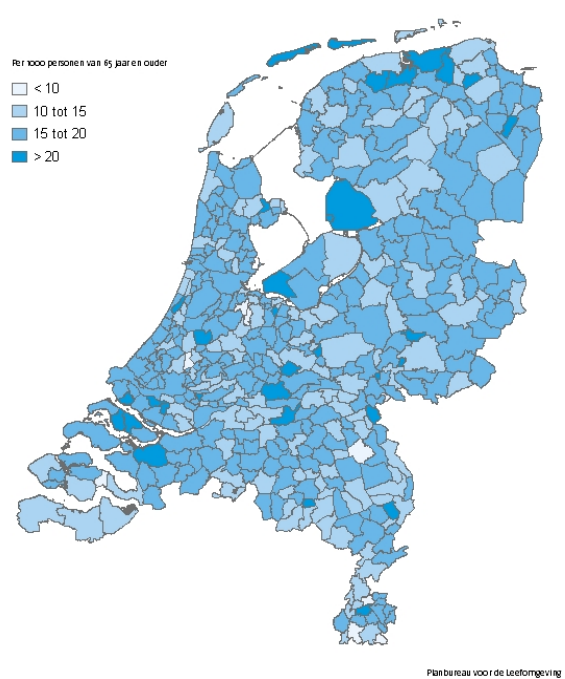 Per 1000 personen van 65 jaar en ouder
< 10
10 tot 15
15 tot 20
> 20
Planbureau voor de Leefomgeving